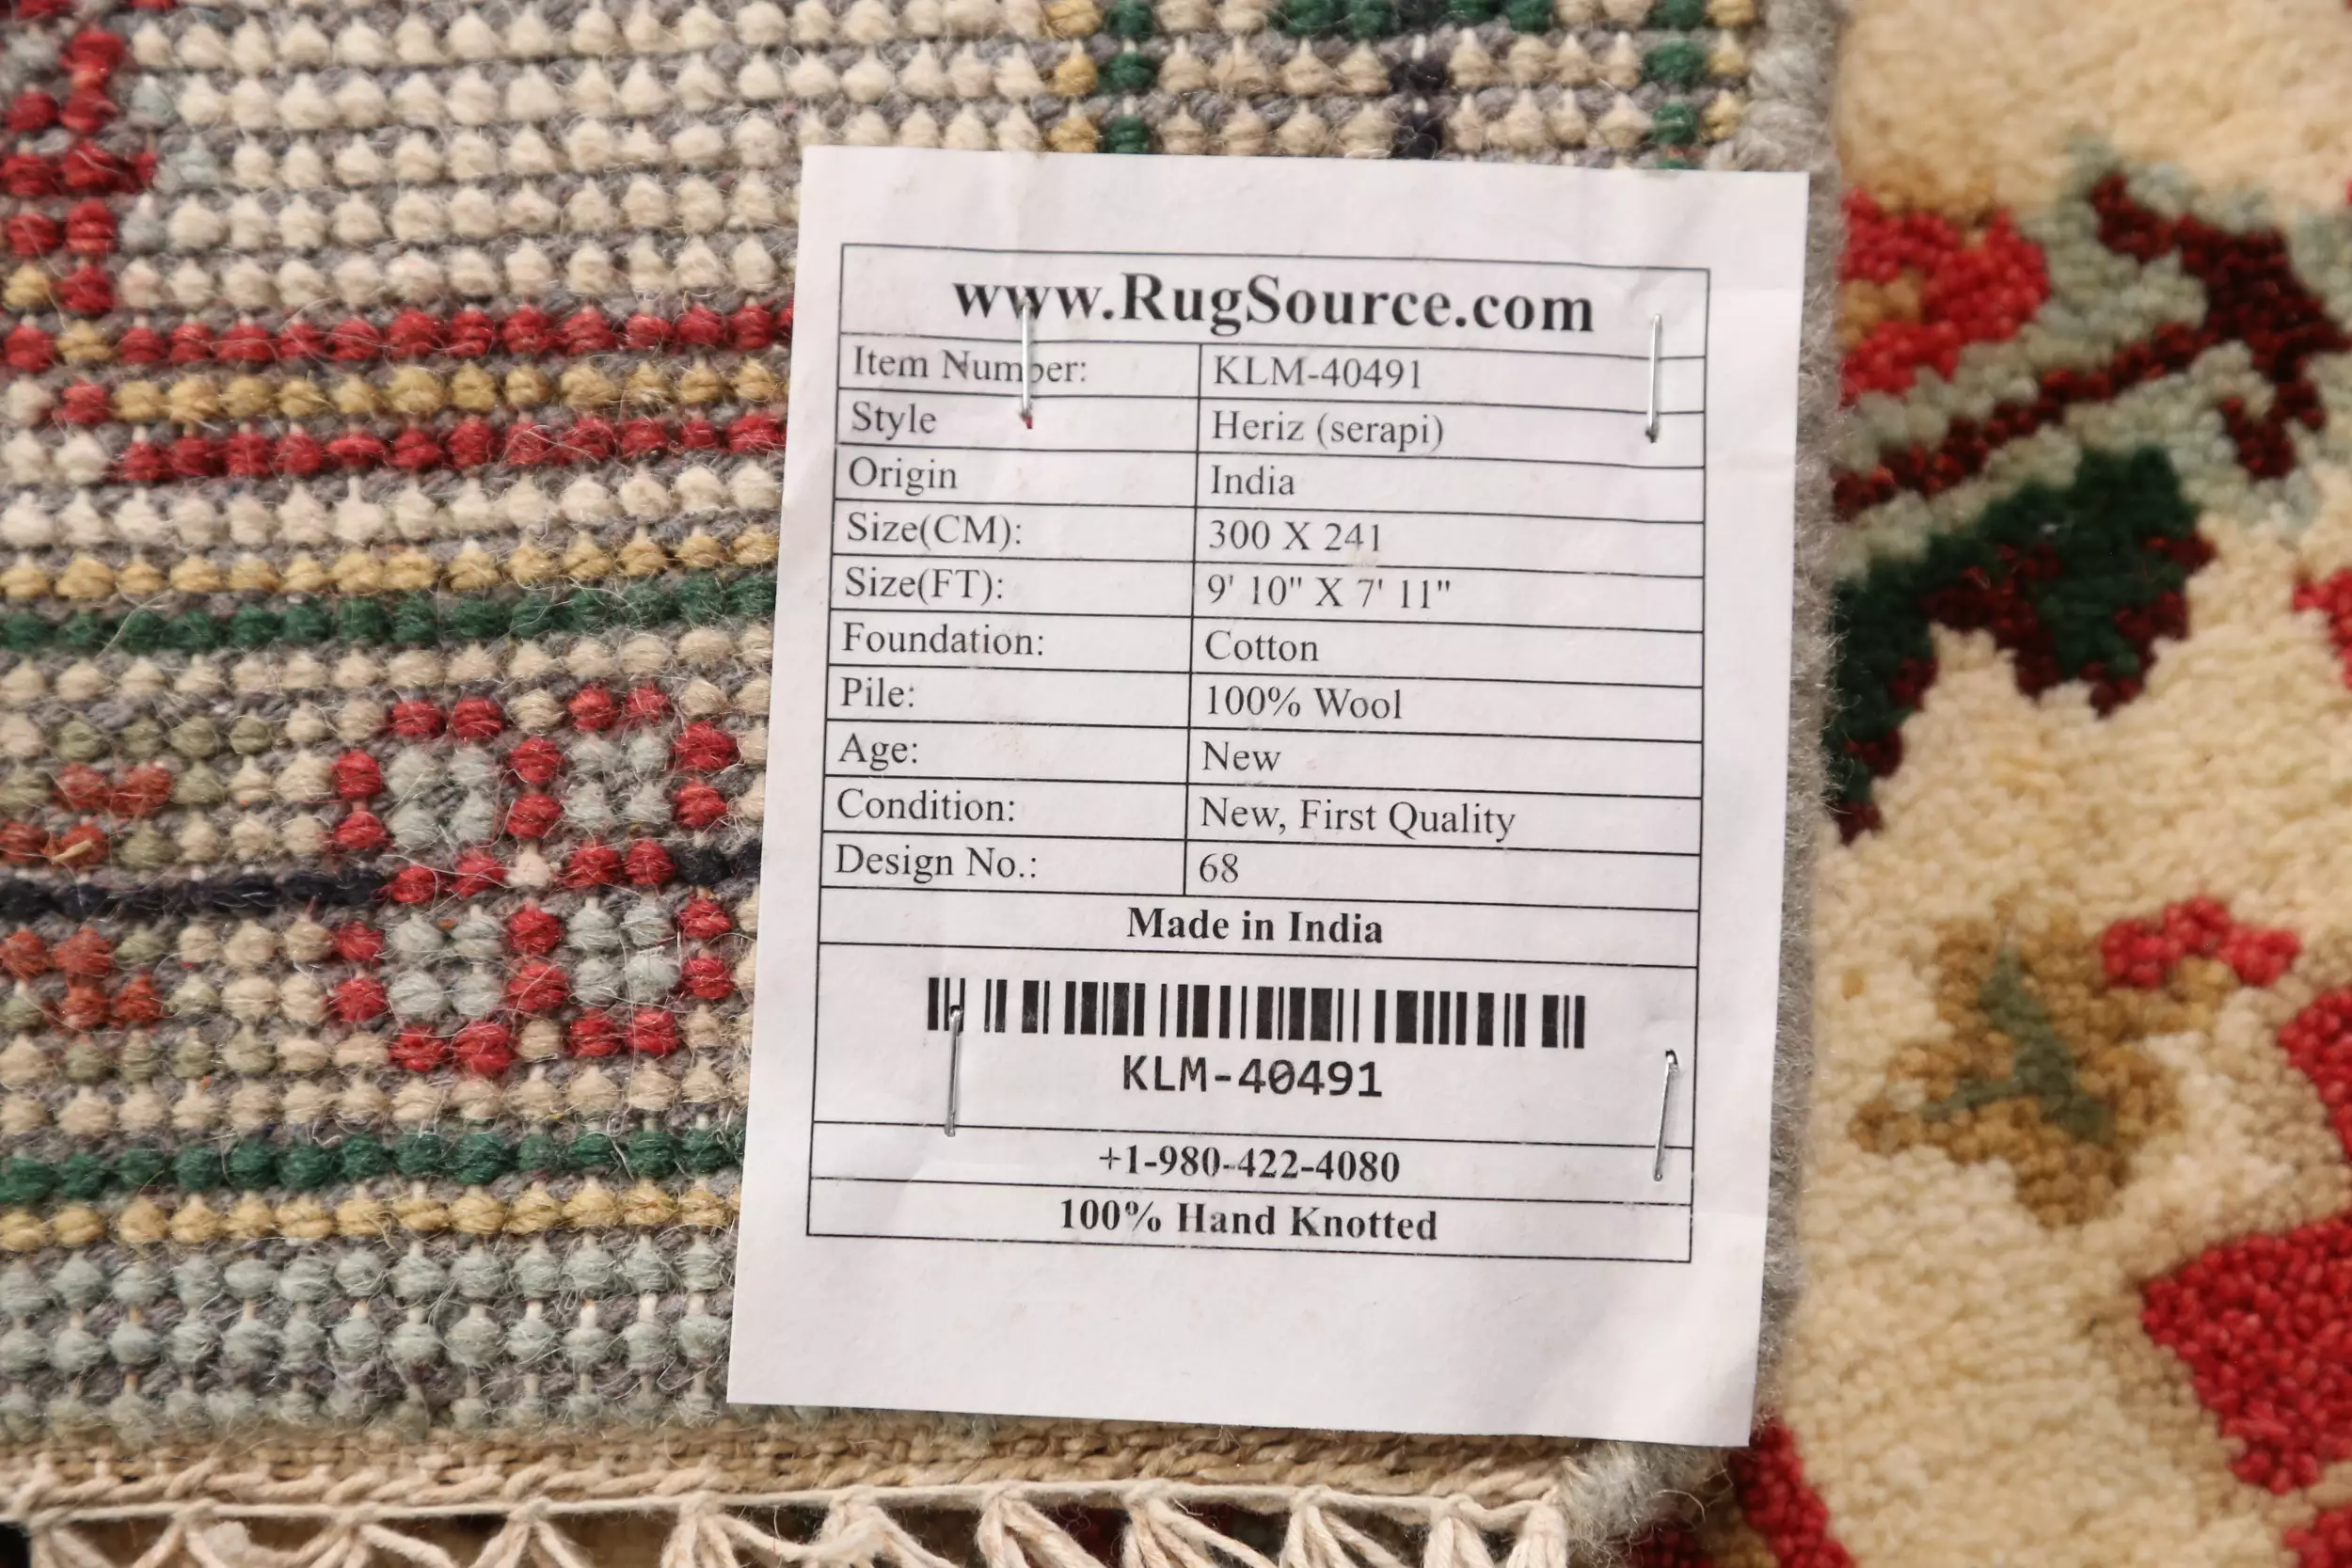 www.RugSource.com
Item Number: KLM-40491
Style Heriz (serapi)
Origin India
Size(CM): 300 X 241
Size(FT): 9' 10" X 7' 11"
Foundation: Cotton
Pile: 100% Wool
Age: New
Condition: New, First Quality
Design No.: 68
Made in India
KLM-40491
+1-980-422-4080
100% Hand Knotted